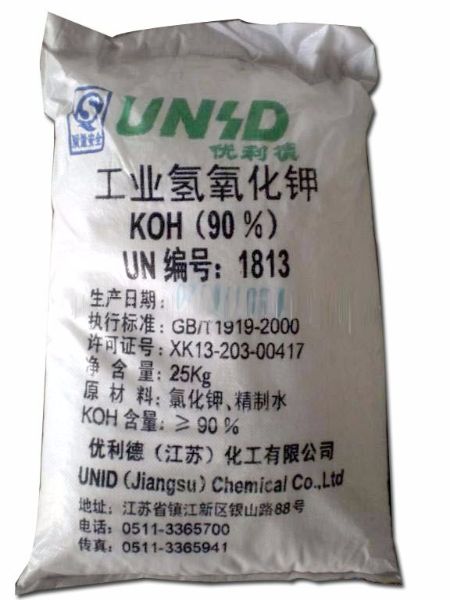 UNID
质量安全
优利德
工业氢氧化钾
KOH (90 %)
UN 编号: 1813
生产日期:
执行标准: GB/T1919-2000
许可证号: XK13-203-00417
净 含 量: 25Kg
原 材 料: 氯化钾、精制水
KOH 含量: ≥ 90 %
优利德（江苏）化工有限公司
UNID (Jiangsu) Chemical Co.,Ltd
地址: 江苏省镇江新区银山路88号
电话: 0511-3365700
传真: 0511-3365941